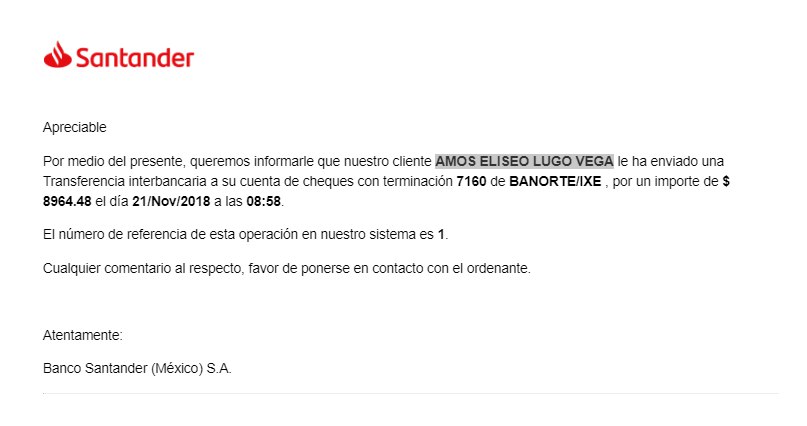 Santander
Apreciable
Por medio del presente, queremos informarle que nuestro cliente AMOS ELISEO LUGO VEGA le ha enviado una
Transferencia interbancaria a su cuenta de cheques con terminación 7160 de BANORTE/IXE , por un importe de $
8964.48 el día 21/Nov/2018 a las 08:58.
El número de referencia de esta operación en nuestro sistema es 1.
Cualquier comentario al respecto, favor de ponerse en contacto con el ordenante.
Atentamente:
Banco Santander (México) S.A.